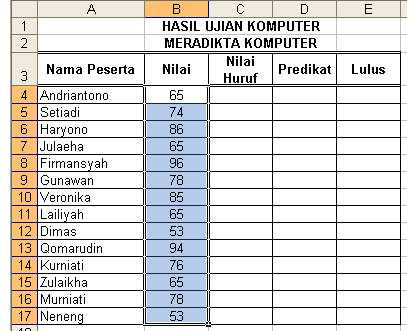 A B C D E
1 HASIL UJIAN KOMPUTER
2 MERADIKTA KOMPUTER
3 Nama Peserta Nilai Nilai Huruf Predikat Lulus
4 Andriantono 65
5 Setiadi 74
6 Haryono 86
7 Julaeha 65
8 Firmansyah 96
9 Gunawan 78
10 Veronika 85
11 Lailiyah 65
12 Dimas 53
13 Qomarudin 94
14 Kurniati 76
15 Zulaikha 65
16 Murniati 78
17 Neneng 53